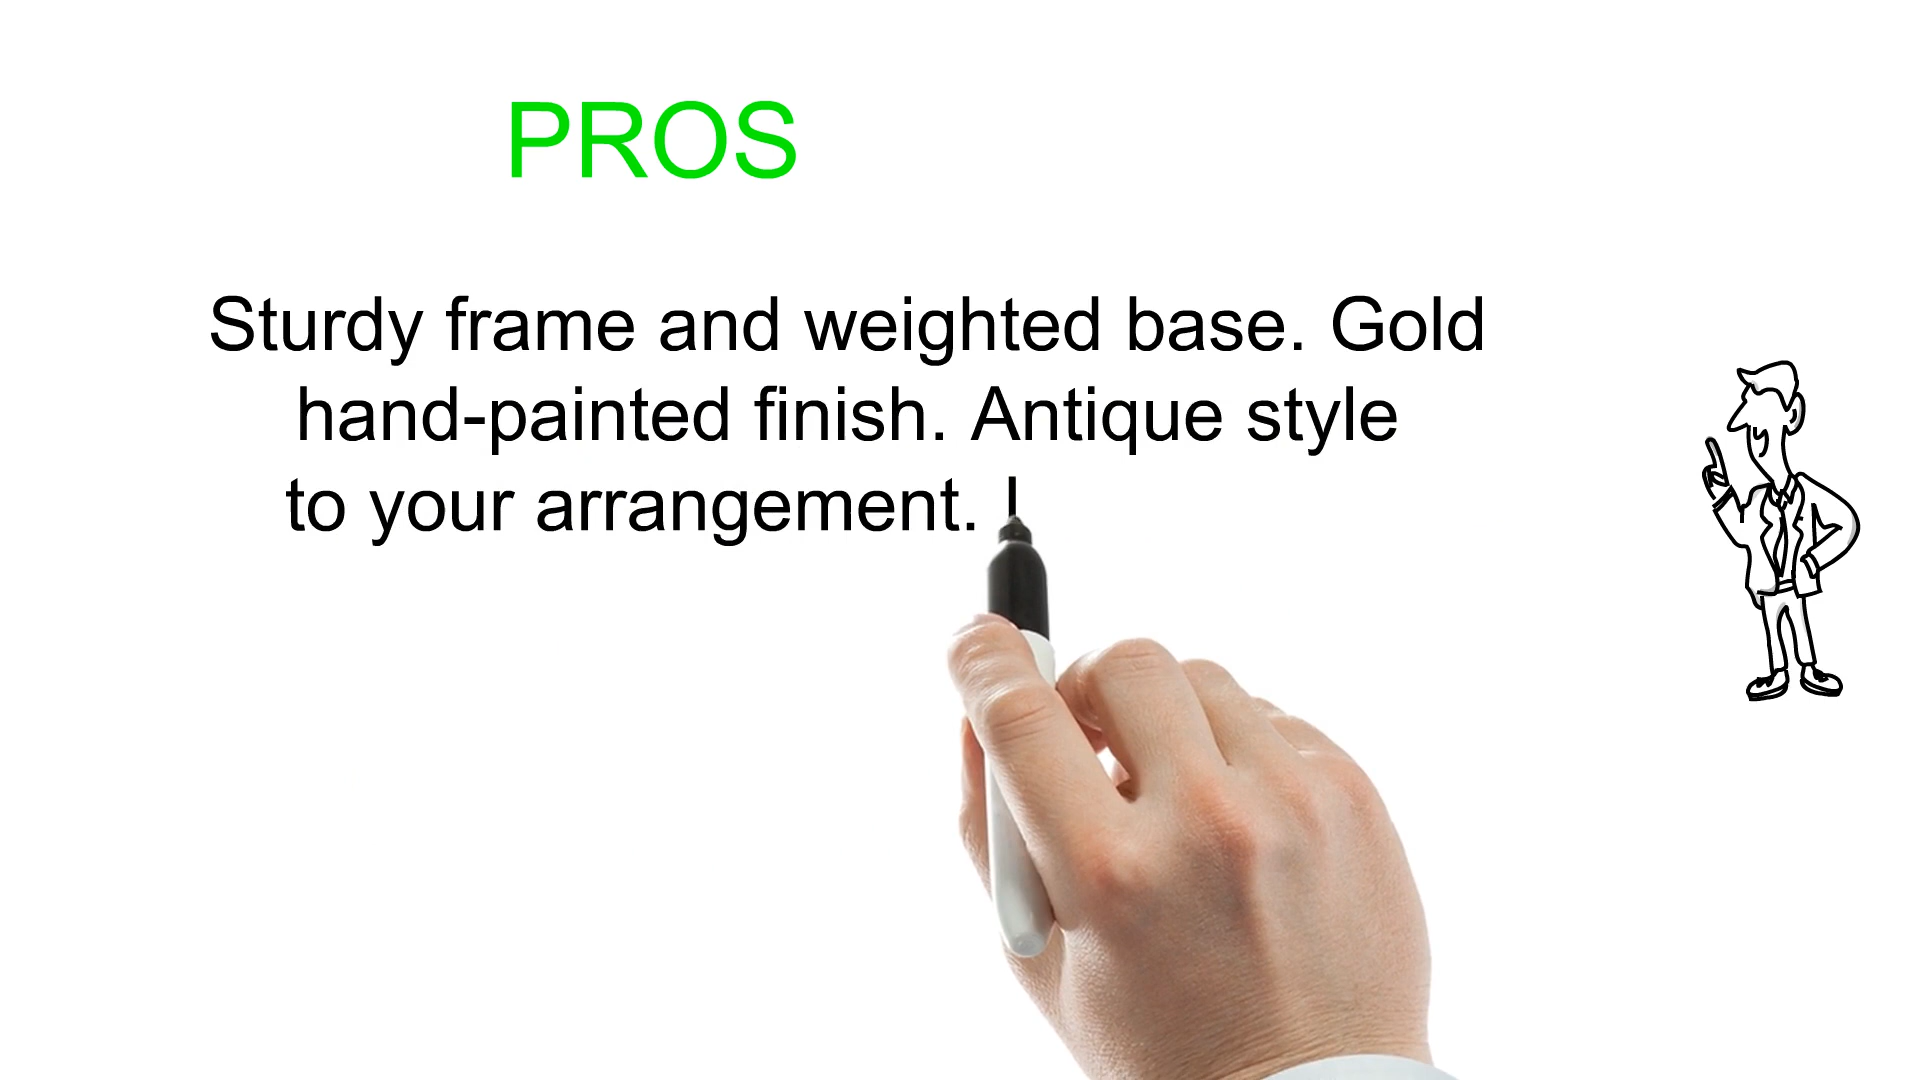 PROS
Sturdy frame and weighted base. Gold
hand-painted finish. Antique style
to your arrangement.